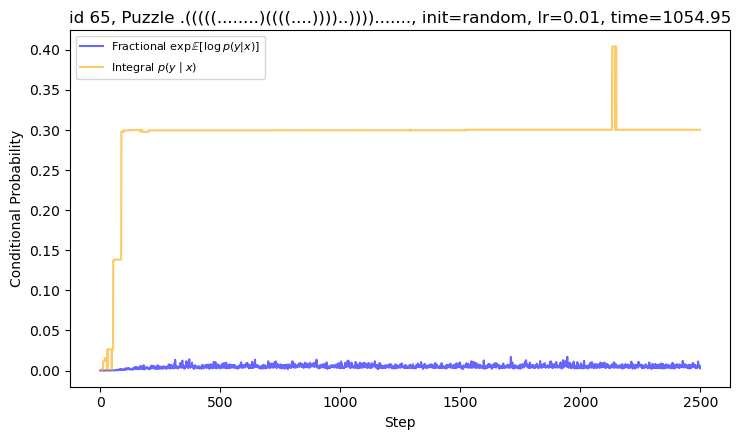 id 65, Puzzle .(((((........)((((....))))..))))......., init=random, lr=0.01, time=1054.95
Fractional exp𝔼[log p(y|x)]
Integral p(y | x)
Conditional Probability
0.40
0.35
0.30
0.25
0.20
0.15
0.10
0.05
0.00
0 500 1000 1500 2000 2500
Step